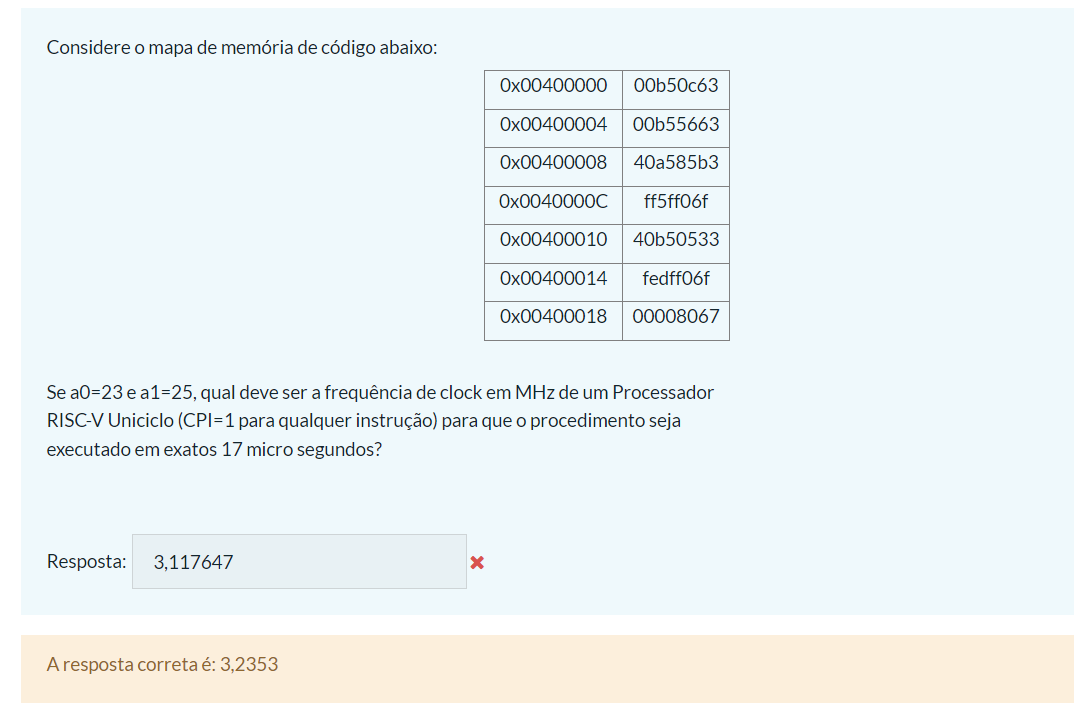 Considere o mapa de memória de código abaixo:
0x00400000 00b50c63
0x00400004 00b55663
0x00400008 40a585b3
0x0040000C ff5ff06f
0x00400010 40b50533
0x00400014 fedff06f
0x00400018 00008067
Se a0=23 e a1=25, qual deve ser a frequência de clock em MHz de um Processador
RISC-V Uniciclo (CPI=1 para qualquer instrução) para que o procedimento seja
executado em exatos 17 micro segundos?
Resposta: 3,117647
A resposta correta é: 3,2353